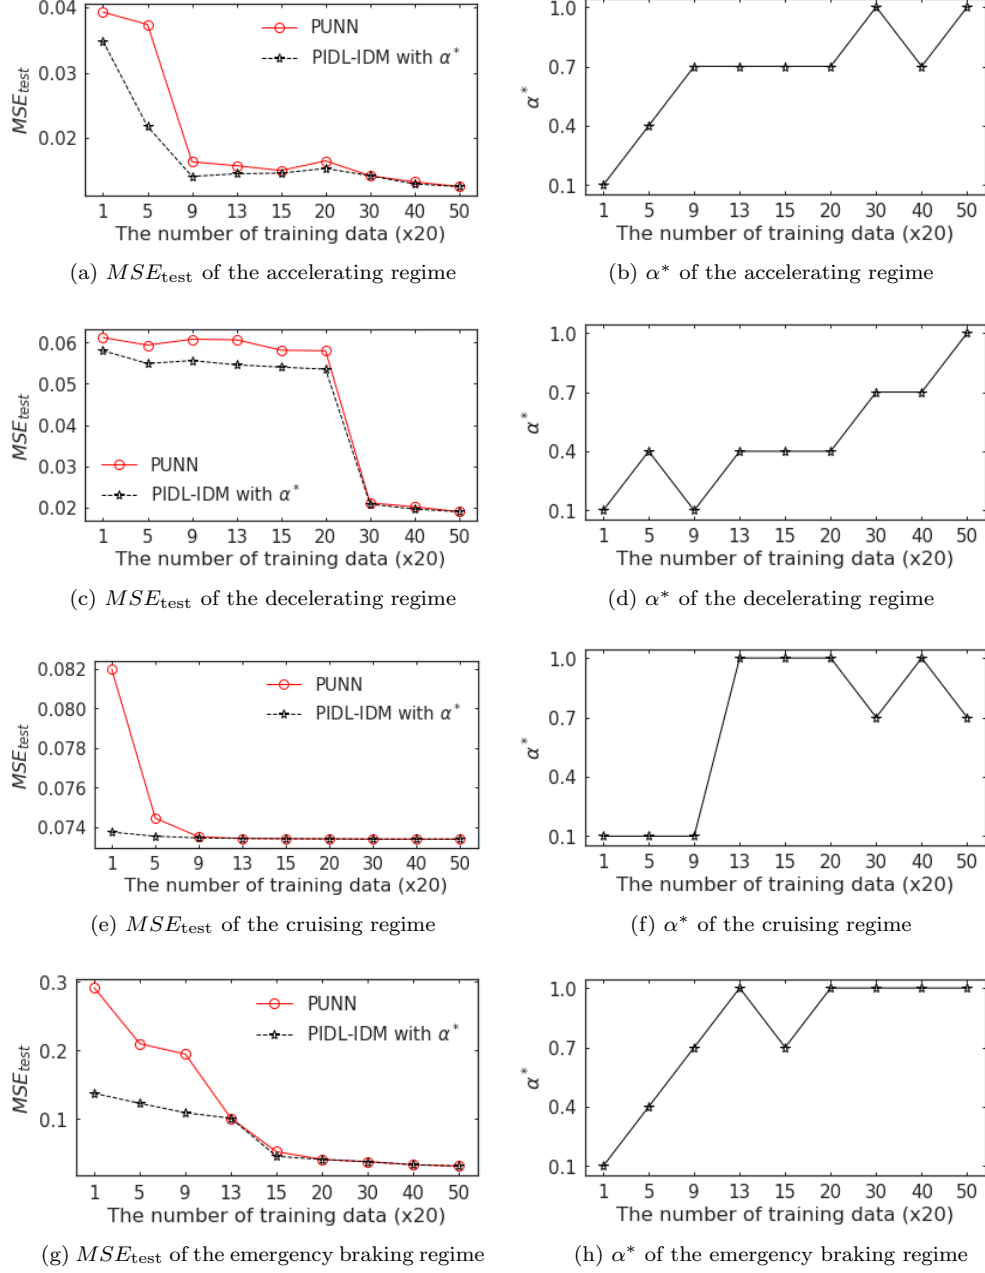 0.04
0.03
0.02
MSE_test
PUNN
PIDL-IDM with α*
1 5 9 13 15 20 30 40 50
The number of training data (x20)
(a) MSE_test of the accelerating regime
1.0
0.7
0.4
0.1
α*
1 5 9 13 15 20 30 40 50
The number of training data (x20)
(b) α* of the accelerating regime
0.06
0.05
0.04
0.03
0.02
MSE_test
PUNN
PIDL-IDM with α*
1 5 9 13 15 20 30 40 50
The number of training data (x20)
(c) MSE_test of the decelerating regime
1.0
0.7
0.4
0.1
α*
1 5 9 13 15 20 30 40 50
The number of training data (x20)
(d) α* of the decelerating regime
0.082
0.080
0.078
0.076
0.074
MSE_test
PUNN
PIDL-IDM with α*
1 5 9 13 15 20 30 40 50
The number of training data (x20)
(e) MSE_test of the cruising regime
1.0
0.7
0.4
0.1
α*
1 5 9 13 15 20 30 40 50
The number of training data (x20)
(f) α* of the cruising regime
0.3
0.2
0.1
MSE_test
PUNN
PIDL-IDM with α*
1 5 9 13 15 20 30 40 50
The number of training data (x20)
(g) MSE_test of the emergency braking regime
1.0
0.7
0.4
0.1
α*
1 5 9 13 15 20 30 40 50
The number of training data (x20)
(h) α* of the emergency braking regime